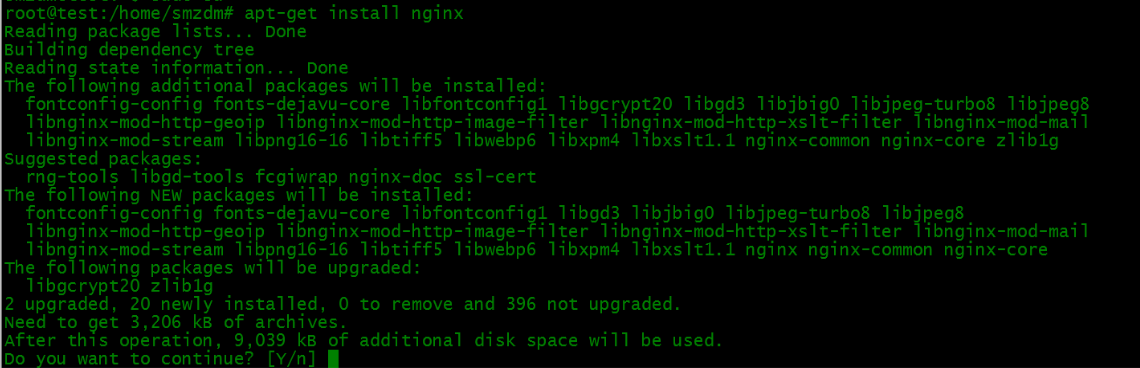 root@test:/home/smzdm# apt-get install nginx
Reading package lists... Done
Building dependency tree
Reading state information... Done
The following additional packages will be installed:
  fontconfig-config fonts-dejavu-core libfontconfig1 libgcrypt20 libgd3 libjbig0 libjpeg-turbo8 libjpeg8
  libnginx-mod-http-geoip libnginx-mod-http-image-filter libnginx-mod-http-xslt-filter libnginx-mod-mail
  libnginx-mod-stream libpng16-16 libtiff5 libwebp6 libxpm4 libxslt1.1 nginx-common nginx-core zlib1g
Suggested packages:
  rng-tools libgd-tools fcgiwrap nginx-doc ssl-cert
The following NEW packages will be installed:
  fontconfig-config fonts-dejavu-core libfontconfig1 libgd3 libjbig0 libjpeg-turbo8 libjpeg8
  libnginx-mod-http-geoip libnginx-mod-http-image-filter libnginx-mod-http-xslt-filter libnginx-mod-mail
  libnginx-mod-stream libpng16-16 libtiff5 libwebp6 libxpm4 libxslt1.1 nginx nginx-common nginx-core
The following packages will be upgraded:
  libgcrypt20 zlib1g
2 upgraded, 20 newly installed, 0 to remove and 396 not upgraded.
Need to get 3,206 kB of archives.
After this operation, 9,039 kB of additional disk space will be used.
Do you want to continue? [Y/n]